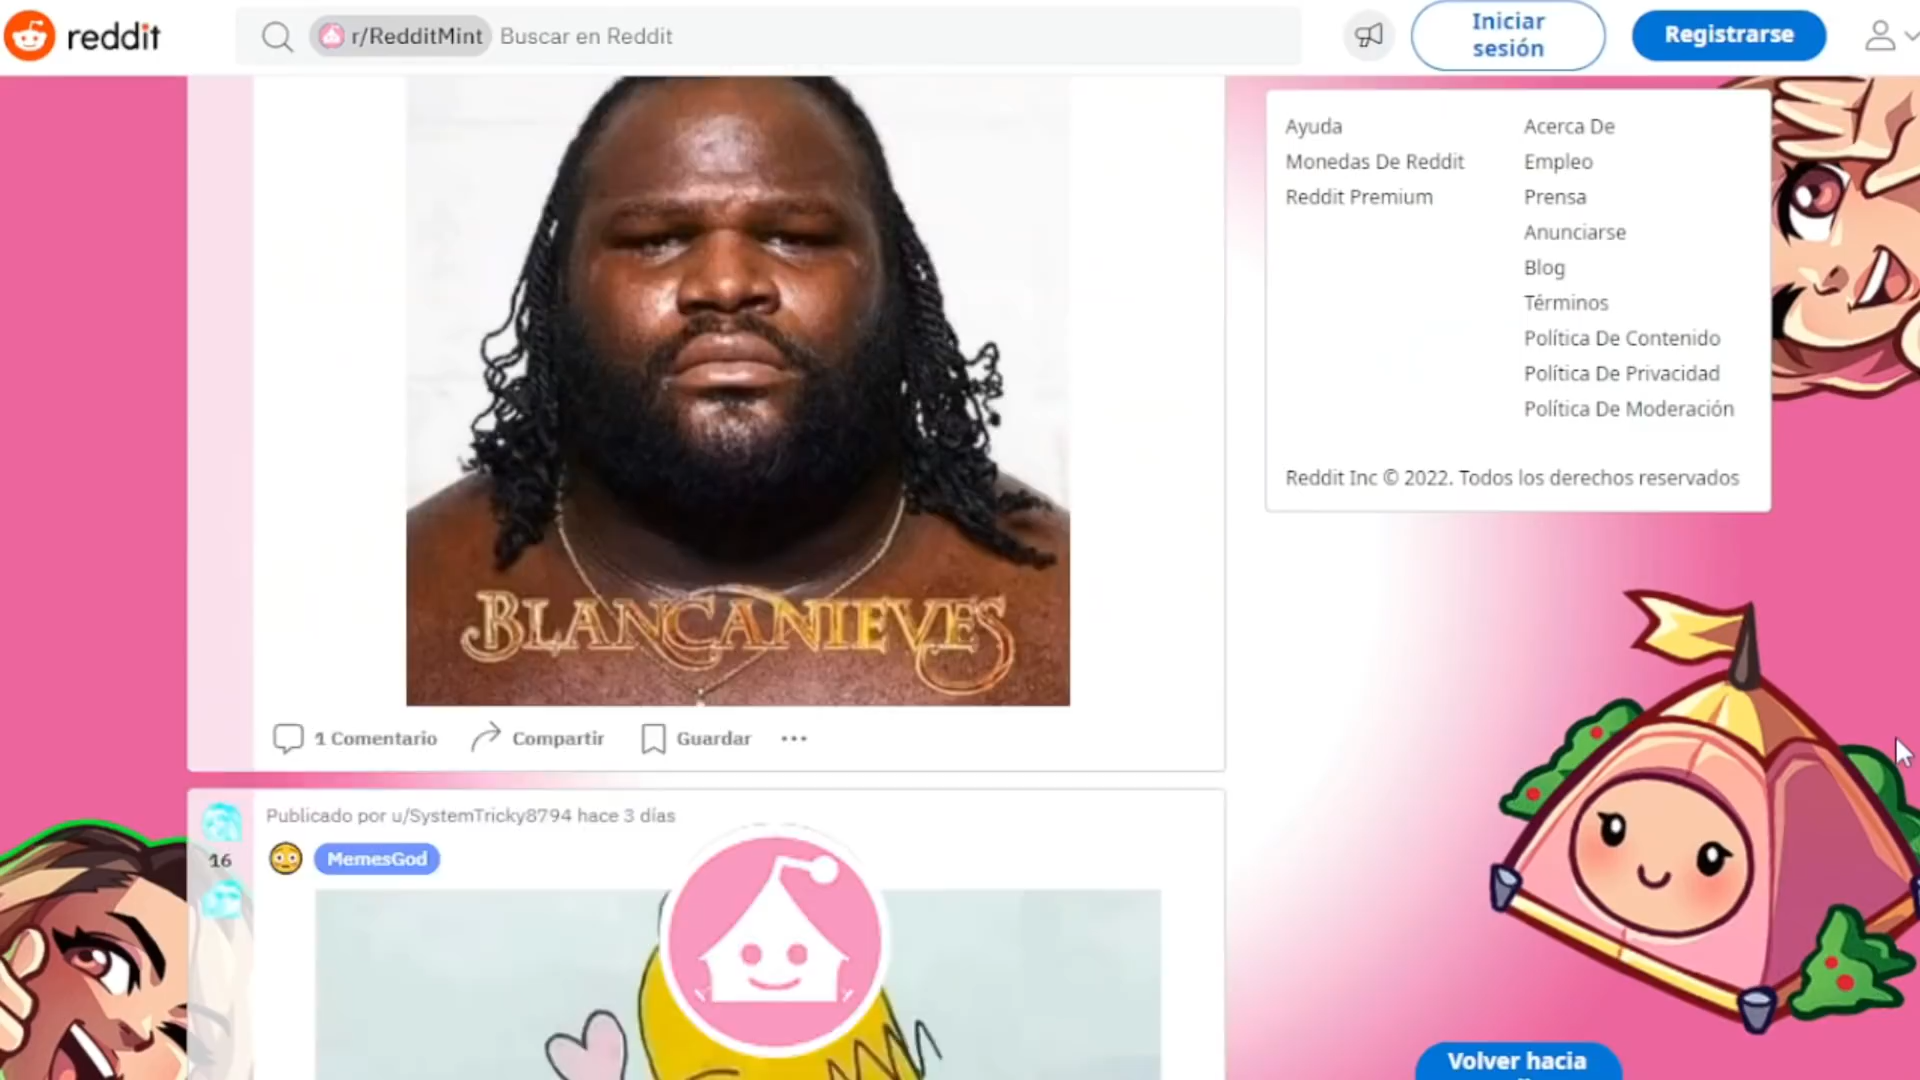 reddit
r/RedditMint Buscar en Reddit
Iniciar
sesión
Registrarse
Ayuda
Monedas De Reddit
Reddit Premium
Acerca De
Empleo
Prensa
Anunciarse
Blog
Términos
Política De Contenido
Política De Privacidad
Política De Moderación
Reddit Inc © 2022. Todos los derechos reservados
BLANCANIEVES
1 Comentario
Compartir
Guardar
Publicado por u/SystemTricky8794 hace 3 días
16
MemesGod
Volver hacia